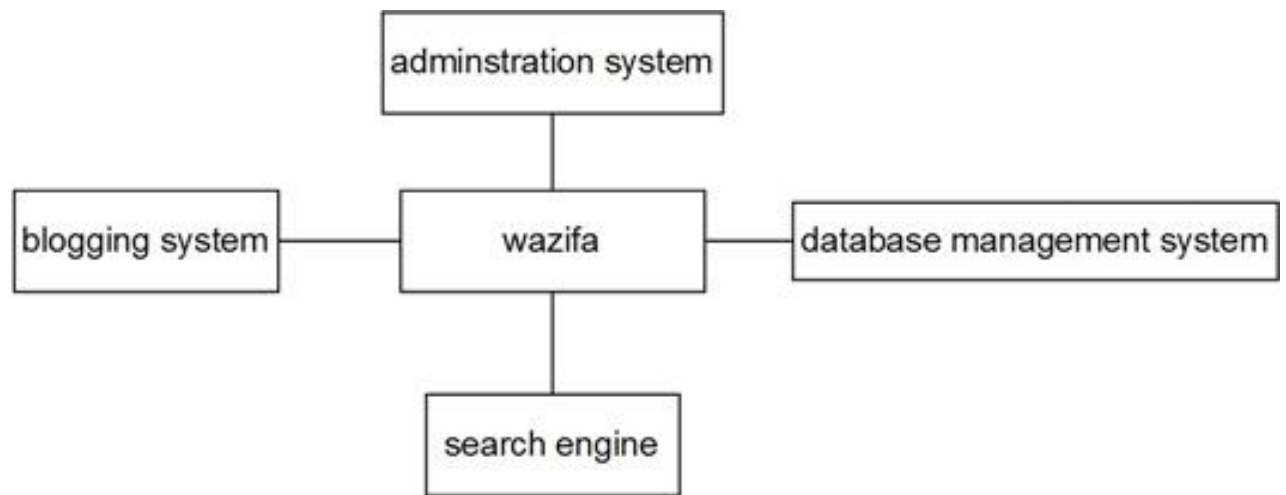 adminstration system
blogging system
wazifa
database management system
search engine